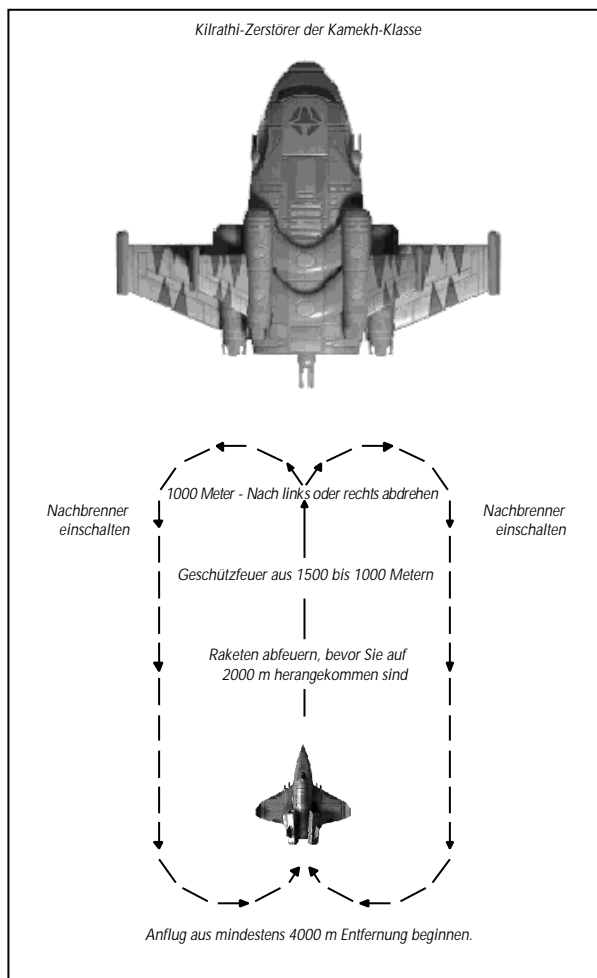 Kilrathi-Zerstörer der Kamekh-Klasse
1000 Meter - Nach links oder rechts abdrehen
Nachbrenner
einschalten
Nachbrenner
einschalten
Geschützfeuer aus 1500 bis 1000 Metern
Raketen abfeuern, bevor Sie auf
2000 m herangekommen sind
Anflug aus mindestens 4000 m Entfernung beginnen.